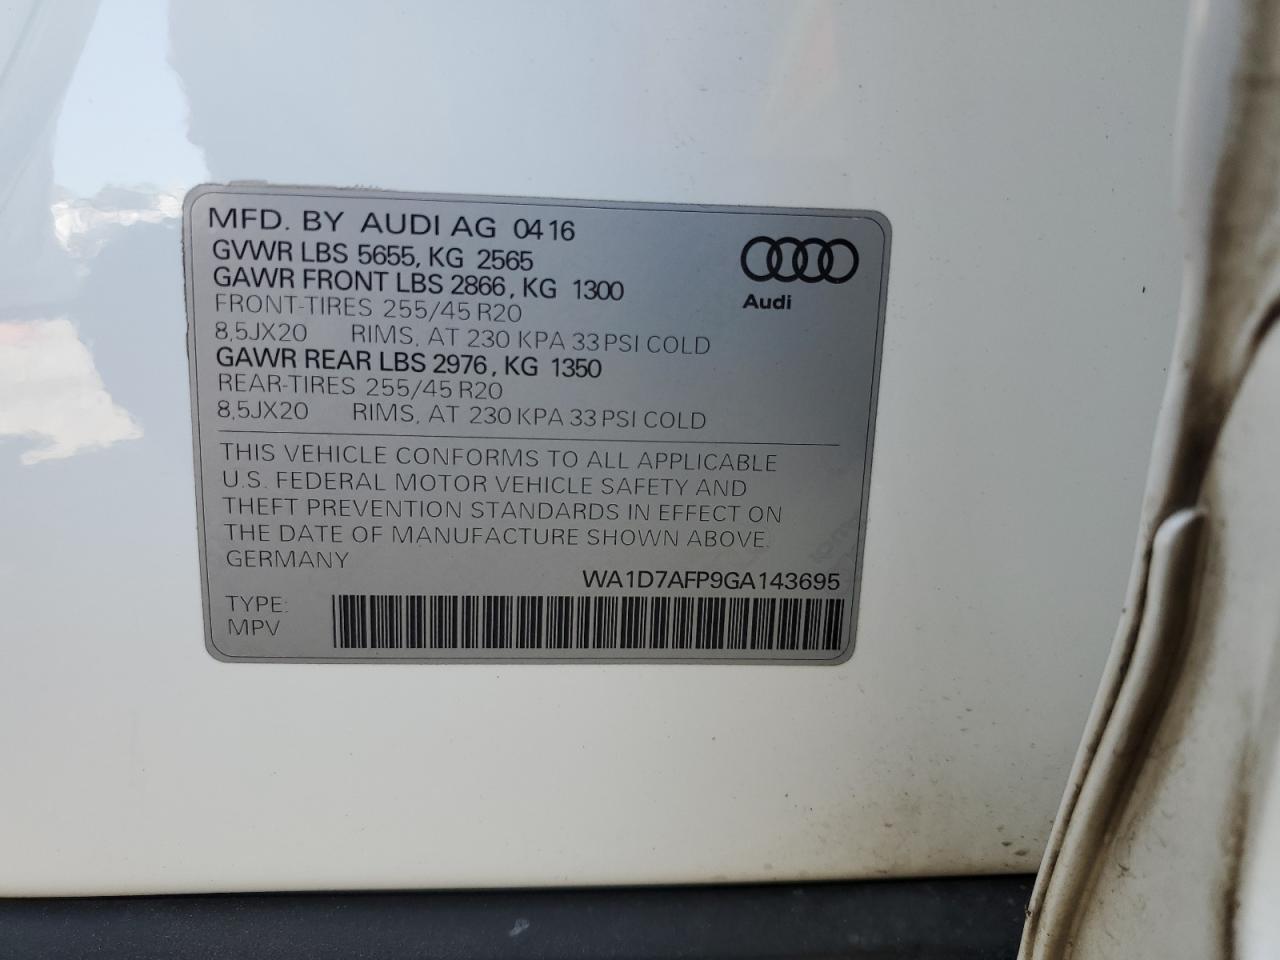 MFD. BY AUDI AG 0416
GVWR LBS 5655, KG 2565
GAWR FRONT LBS 2866, KG 1300
FRONT-TIRES 255/45 R20
8,5JX20 RIMS, AT 230 KPA 33 PSI COLD
GAWR REAR LBS 2976, KG 1350
REAR-TIRES 255/45 R20
8,5JX20 RIMS, AT 230 KPA 33 PSI COLD
Audi
THIS VEHICLE CONFORMS TO ALL APPLICABLE
U.S. FEDERAL MOTOR VEHICLE SAFETY AND
THEFT PREVENTION STANDARDS IN EFFECT ON
THE DATE OF MANUFACTURE SHOWN ABOVE.
GERMANY
WA1D7AFP9GA143695
TYPE:
MPV